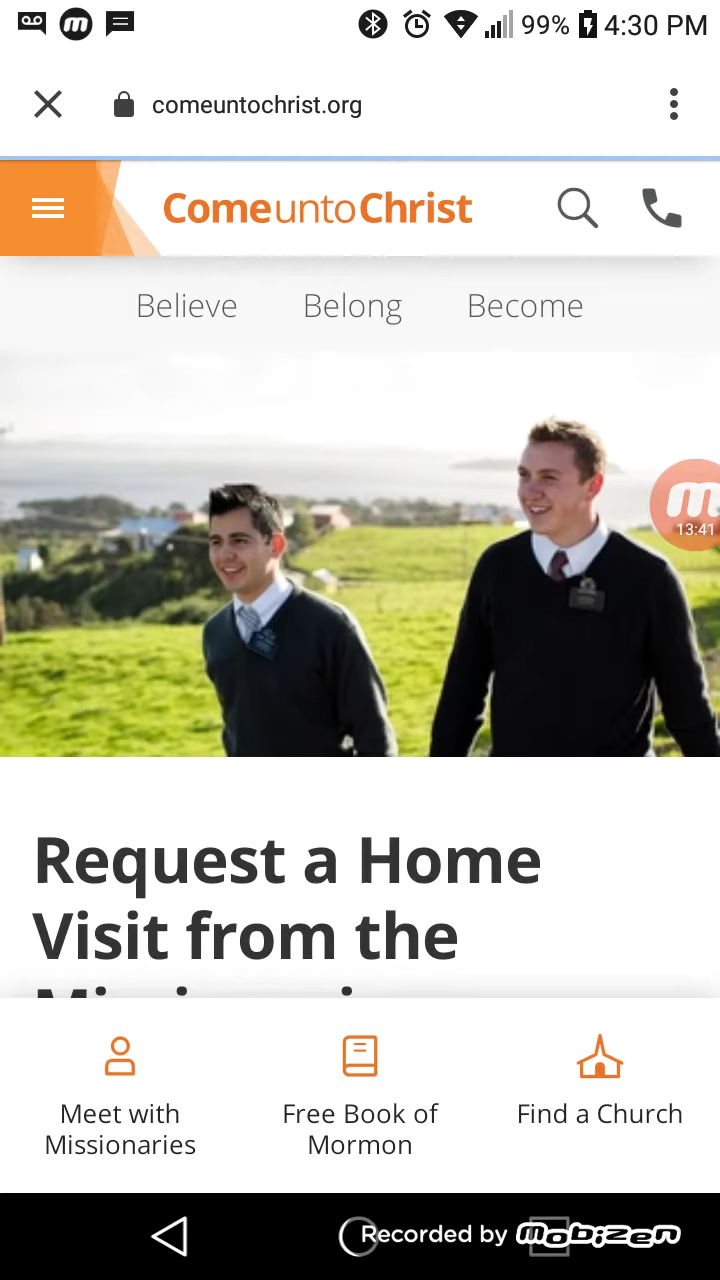 99% 4:30 PM
comeuntochrist.org
ComeuntoChrist
Believe Belong Become
13:41
Request a Home
Visit from the
Meet with
Missionaries
Free Book of
Mormon
Find a Church
Recorded by mobizen